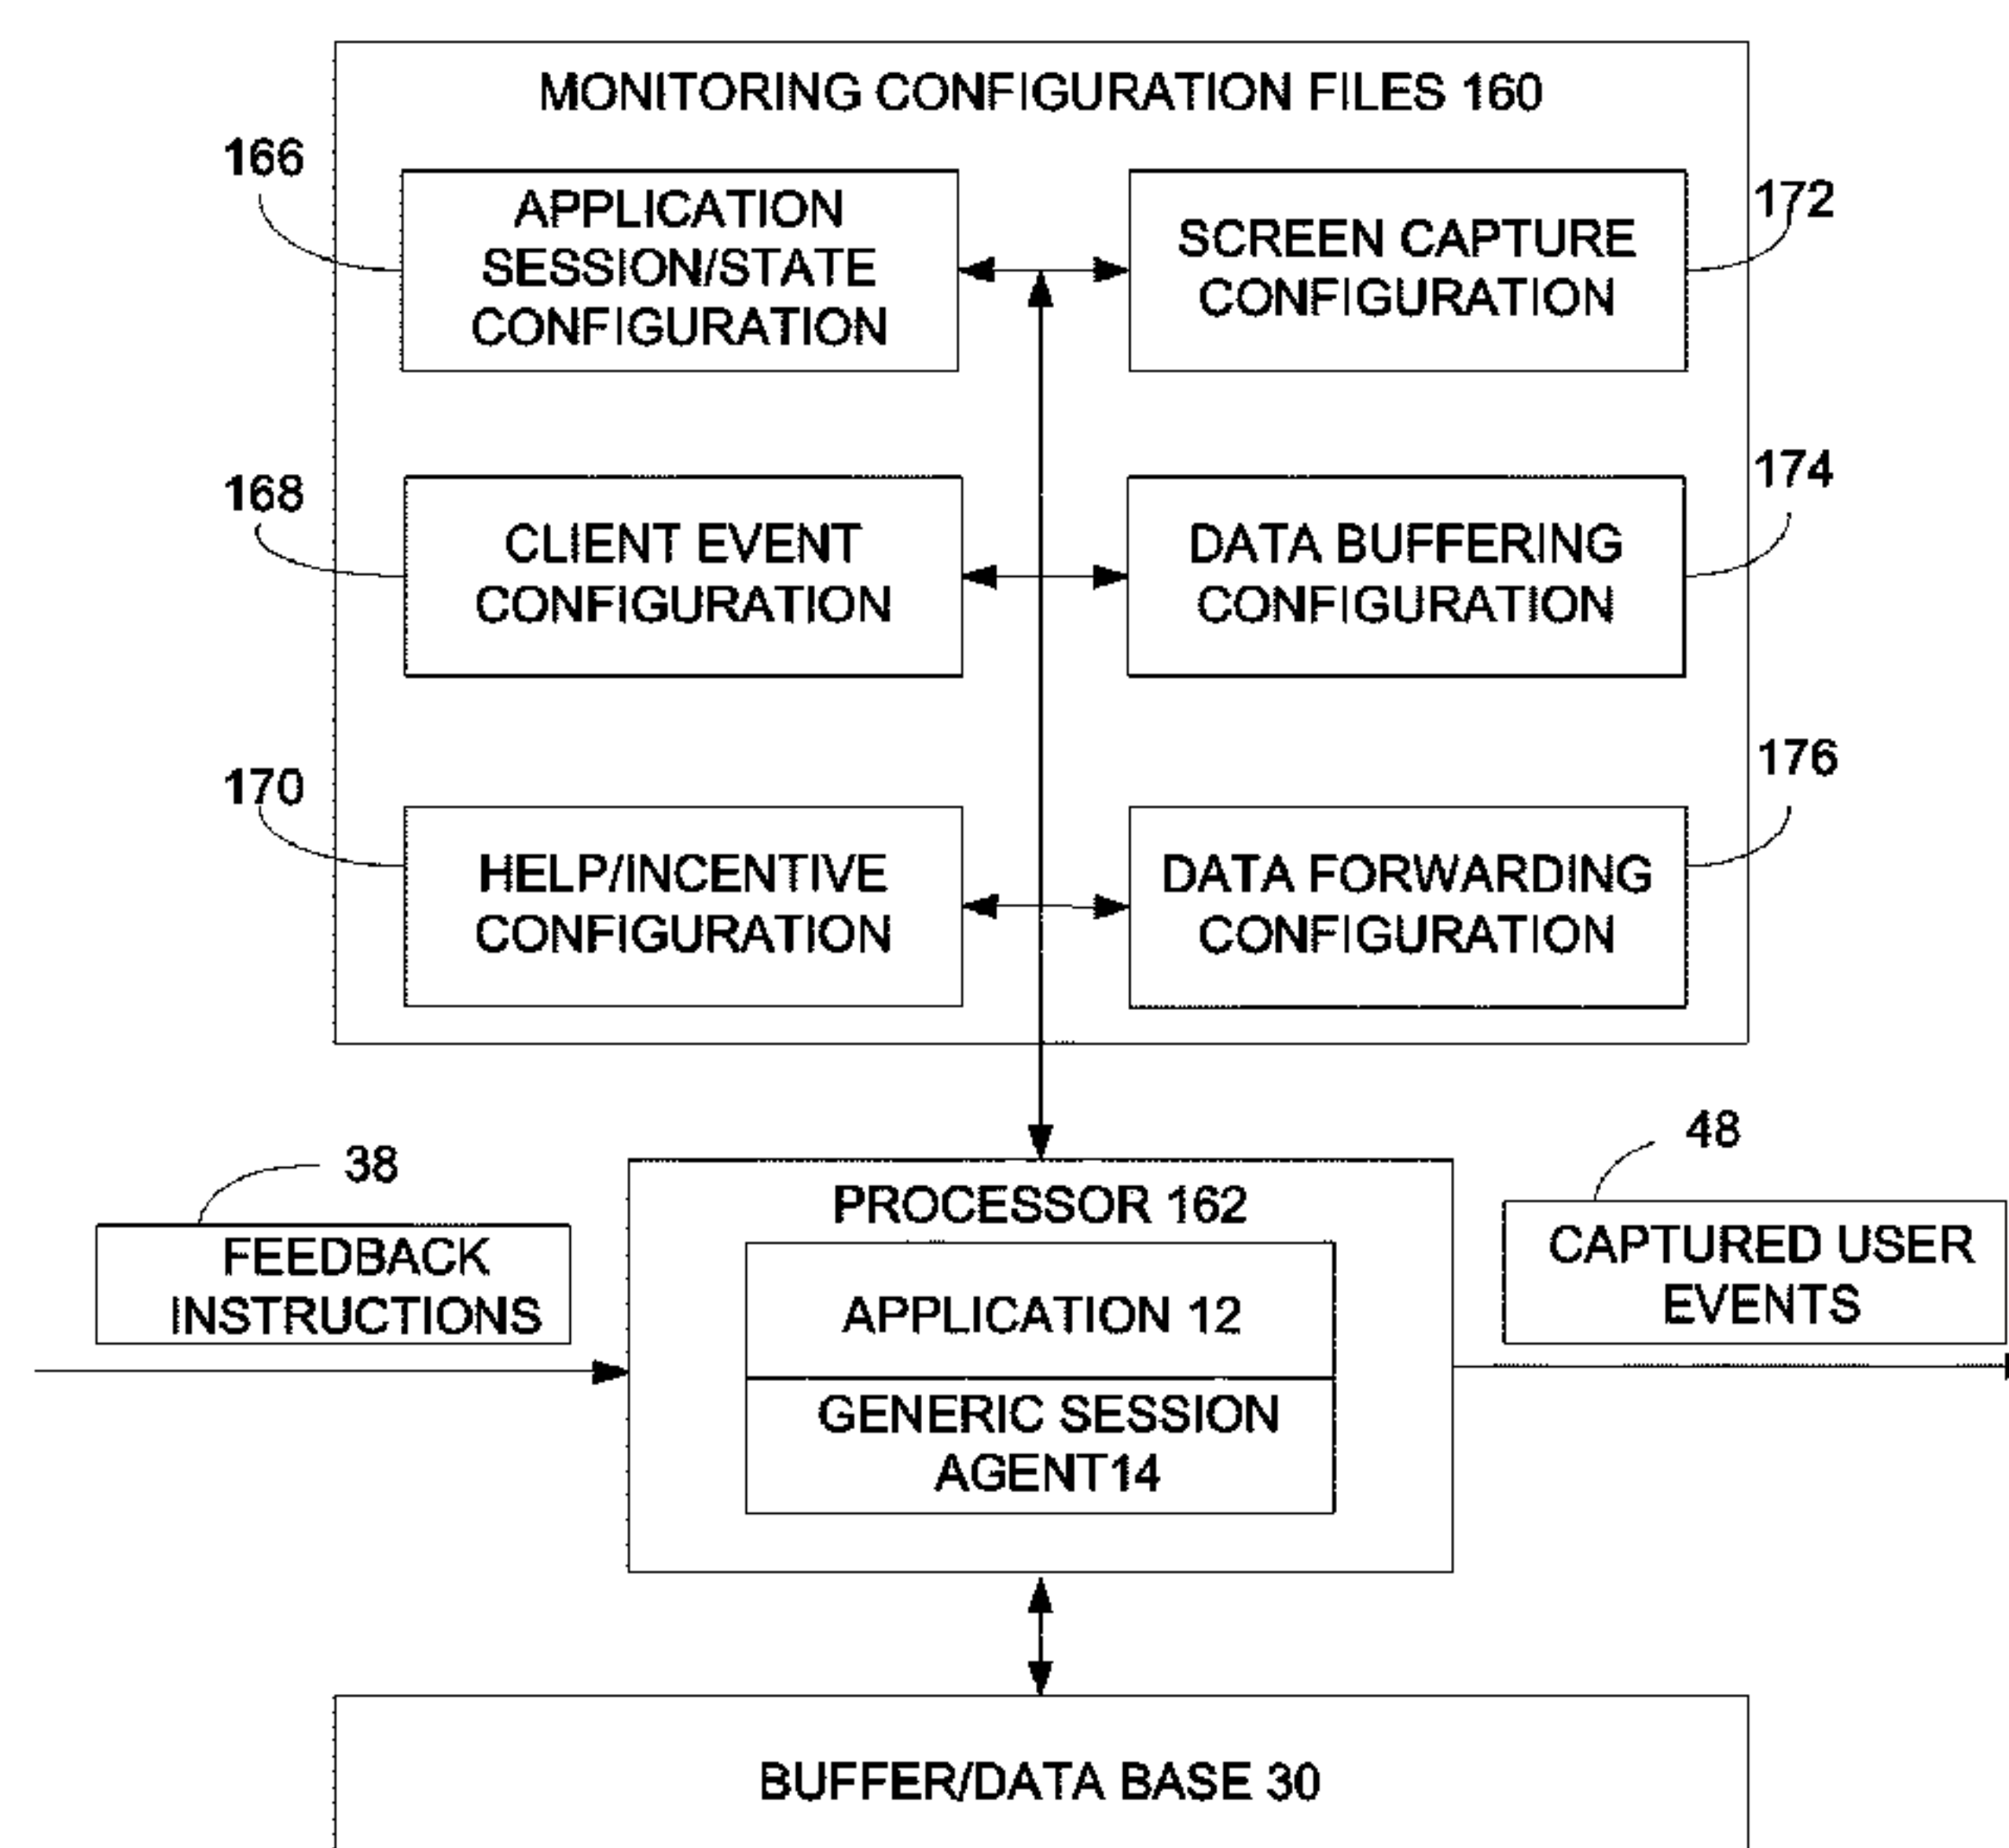 MONITORING CONFIGURATION FILES 160
166
APPLICATION
SESSION/STATE
CONFIGURATION
172
SCREEN CAPTURE
CONFIGURATION
168
CLIENT EVENT
CONFIGURATION
174
DATA BUFFERING
CONFIGURATION
170
HELP/INCENTIVE
CONFIGURATION
176
DATA FORWARDING
CONFIGURATION
38
FEEDBACK
INSTRUCTIONS
PROCESSOR 162
APPLICATION 12
GENERIC SESSION
AGENT14
48
CAPTURED USER
EVENTS
BUFFER/DATA BASE 30